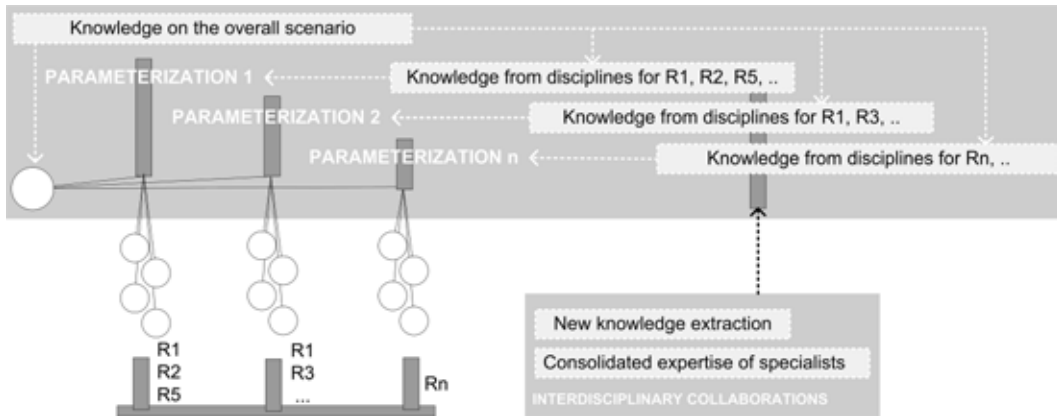 Knowledge on the overall scenario
PARAMETERIZATION 1
Knowledge from disciplines for R1, R2, R5, ..
PARAMETERIZATION 2
Knowledge from disciplines for R1, R3, ..
PARAMETERIZATION n
Knowledge from disciplines for Rn, ..
New knowledge extraction
Consolidated expertise of specialists
INTERDISCIPLINARY COLLABORATIONS
R1
R2
R5
R1
R3
...
Rn